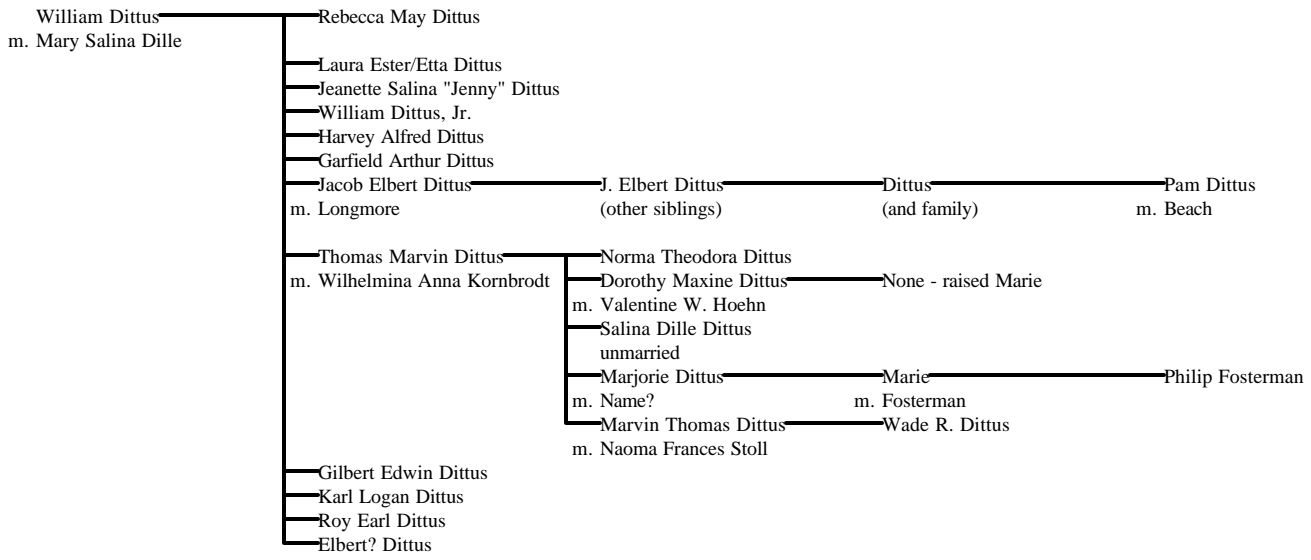 William Dittus Rebecca May Dittus
m. Mary Salina Dille
Laura Ester/Etta Dittus
Jeanette Salina "Jenny" Dittus
William Dittus, Jr.
Harvey Alfred Dittus
Garfield Arthur Dittus
Jacob Elbert Dittus J. Elbert Dittus Dittus Pam Dittus
m. Longmore (other siblings) (and family) m. Beach
Thomas Marvin Dittus Norma Theodora Dittus
m. Wilhelmina Anna Kornbrodt Dorothy Maxine Dittus None - raised Marie
m. Valentine W. Hoehn
Salina Dille Dittus
unmarried
Marjorie Dittus Marie Philip Fosterman
m. Name? m. Fosterman
Marvin Thomas Dittus Wade R. Dittus
m. Naoma Frances Stoll
Gilbert Edwin Dittus
Karl Logan Dittus
Roy Earl Dittus
Elbert? Dittus